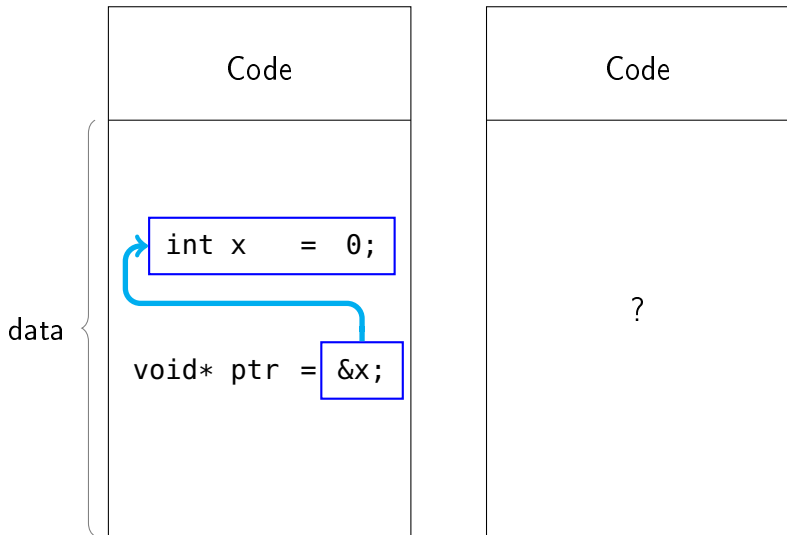 Code
Code
int x = 0;
data
void* ptr = &x;
?